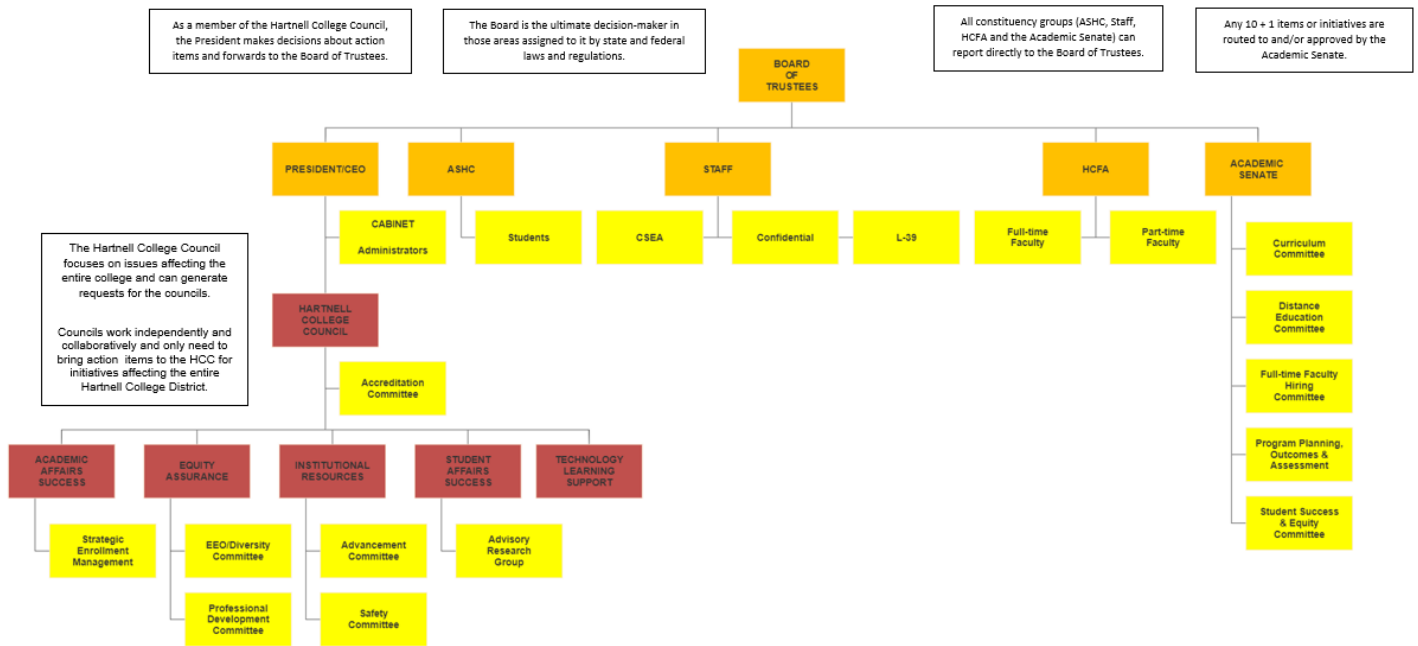 As a member of the Hartnell College Council,
the President makes decisions about action
items and forwards to the Board of Trustees.
The Board is the ultimate decision-maker in
those areas assigned to it by state and federal
laws and regulations.
All constituency groups (ASHC, Staff,
HCFA and the Academic Senate) can
report directly to the Board of Trustees.
Any 10 + 1 items or initiatives are
routed to and/or approved by the
Academic Senate.
BOARD
OF
TRUSTEES
PRESIDENT/CEO
ASHC
STAFF
HCFA
ACADEMIC
SENATE
CABINET
Administrators
Students
CSEA
Confidential
L-39
Full-time
Faculty
Part-time
Faculty
Curriculum
Committee
The Hartnell College Council
focuses on issues affecting the
entire college and can generate
requests for the councils.
Councils work independently and
collaboratively and only need to
bring action items to the HCC for
initiatives affecting the entire
Hartnell College District.
HARTNELL
COLLEGE
COUNCIL
Distance
Education
Committee
Accreditation
Committee
Full-time Faculty
Hiring
Committee
ACADEMIC
AFFAIRS
SUCCESS
EQUITY
ASSURANCE
INSTITUTIONAL
RESOURCES
STUDENT
AFFAIRS
SUCCESS
TECHNOLOGY
LEARNING
SUPPORT
Program Planning,
Outcomes &
Assessment
Strategic
Enrollment
Management
EEO/Diversity
Committee
Advancement
Committee
Advisory
Research
Group
Student Success
& Equity
Committee
Professional
Development
Committee
Safety
Committee